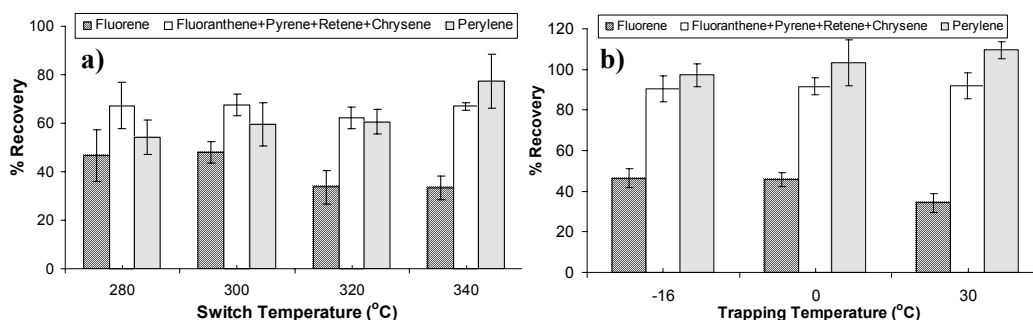 Fluorene Fluoranthene+Pyrene+Retene+Chrysene Perylene
a)
% Recovery
100
80
60
40
20
0
280 300 320 340
Switch Temperature (°C)
Fluorene Fluoranthene+Pyrene+Retene+Chrysene Perylene
b)
% Recovery
120
100
80
60
40
20
0
-16 0 30
Trapping Temperature (°C)